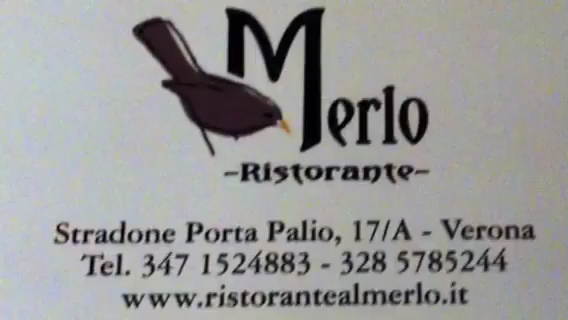 Merlo
-Ristorante-
Stradone Porta Palio, 17/A - Verona
Tel. 347 1524883 - 328 5785244
www.ristorantealmerlo.it